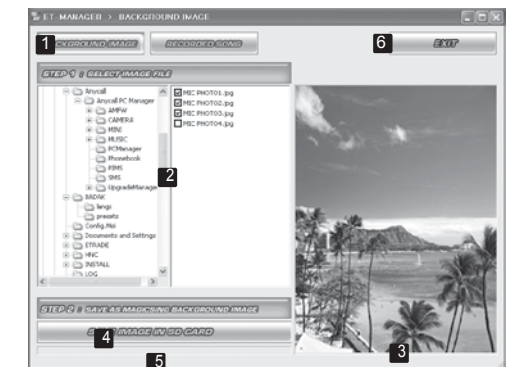 ET-MANAGER > BACKGROUND IMAGE
1
BACKGROUND IMAGE
RECORDED SONG
6
EXIT
STEP 1 : SELECT IMAGE FILE
Anycall
Anycall PC Manager
AMFW
CAMERA
MINI
MUSIC
PCManager
Phonebook
PIMS
SMS
UpgradeManager
BADAK
langs
presets
Config.Msi
Documents and Settings
ETRADE
HNC
INSTALL
LOG
MIC PHOTO1.jpg
MIC PHOTO2.jpg
MIC PHOTO3.jpg
MIC PHOTO4.jpg
2
STEP 2 : SAVE AS MAGICSING BACKGROUND IMAGE
4
IMAGE IN SD CARD
5
3